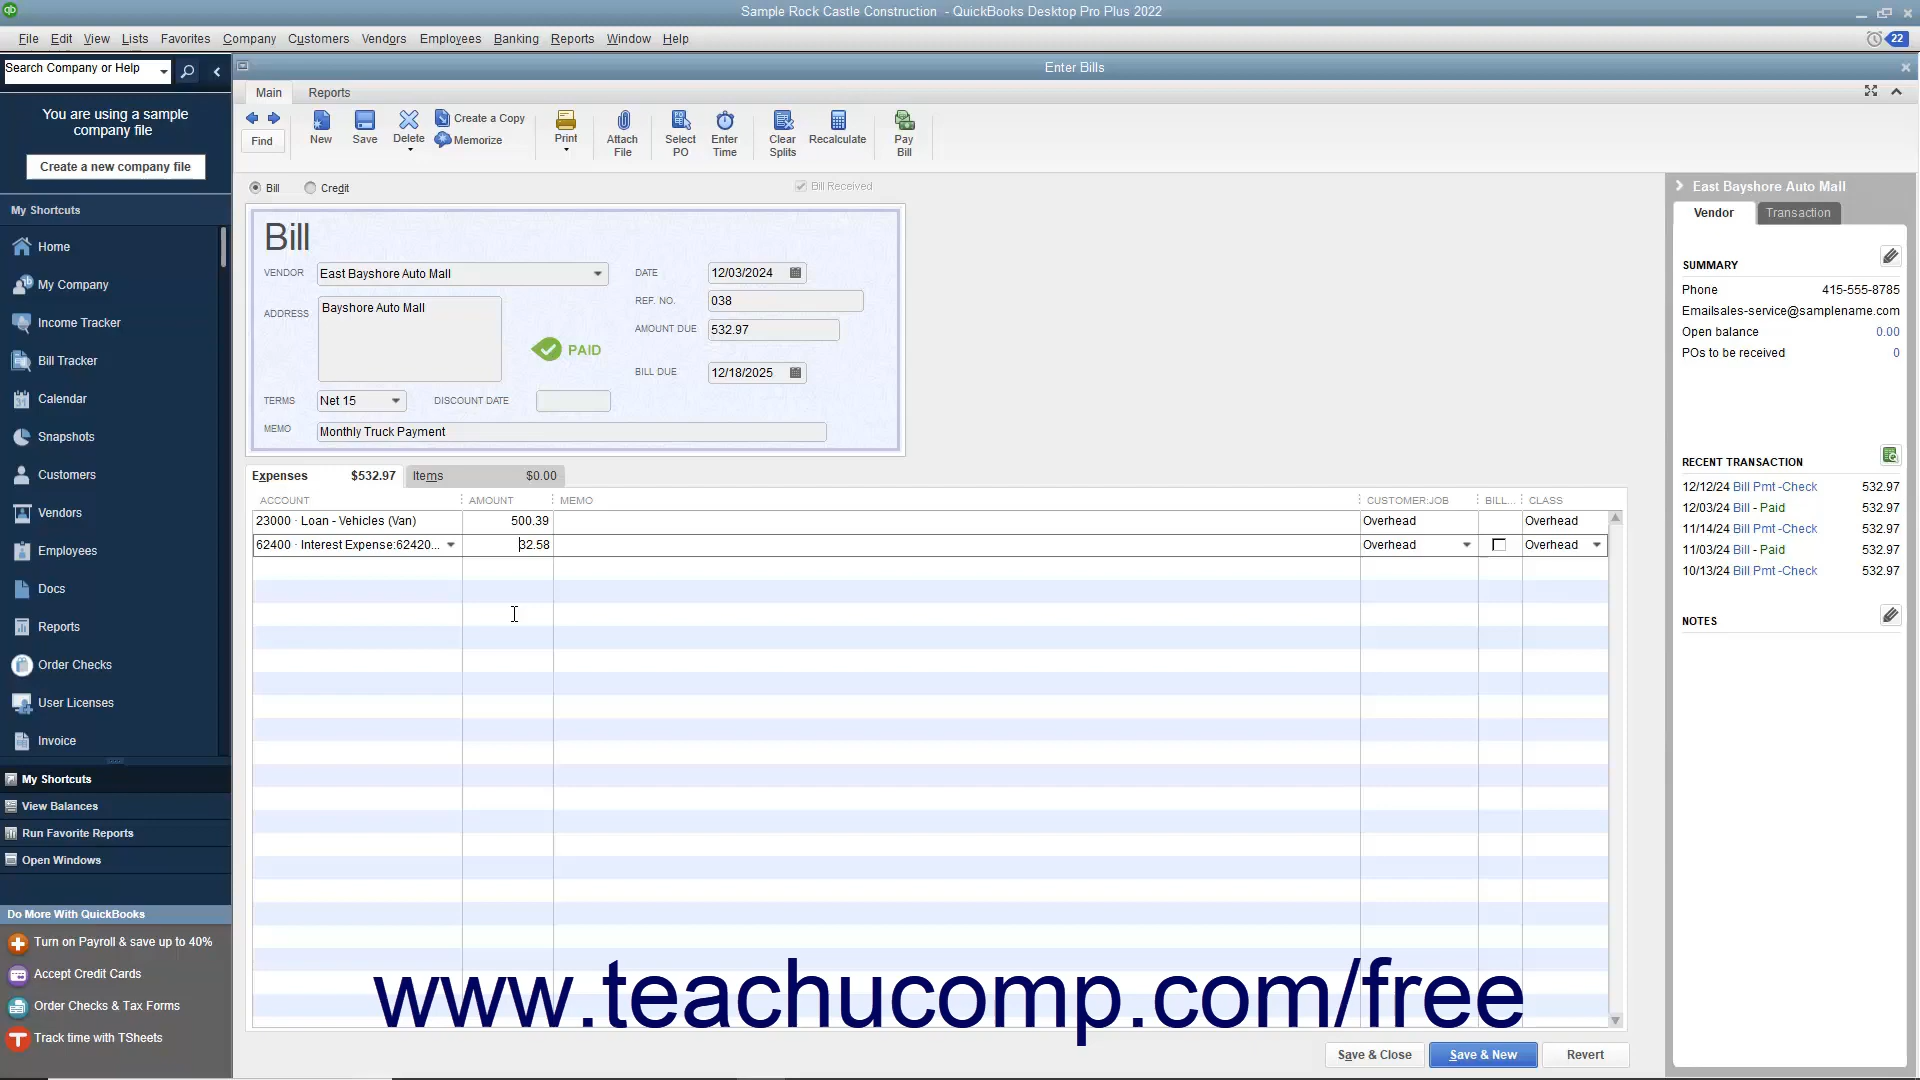 Sample Rock Castle Construction - QuickBooks Desktop Pro Plus 2022
File Edit View Lists Favorites Company Customers Vendors Employees Banking Reports Window Help
22
Search Company or Help
Enter Bills
You are using a sample
company file
Create a new company file
My Shortcuts
Home
My Company
Income Tracker
Bill Tracker
Calendar
Snapshots
Customers
Vendors
Employees
Docs
Reports
Order Checks
User Licenses
Invoice
My Shortcuts
View Balances
Run Favorite Reports
Open Windows
Do More With QuickBooks
Turn on Payroll & save up to 40%
Accept Credit Cards
Order Checks & Tax Forms
Track time with TSheets
Main Reports
Find
New
Save
Delete
Create a Copy
Memorize
Print
Attach
File
Select
PO
Enter
Time
Clear
Splits
Recalculate
Pay
Bill
Bill Credit
Bill Received
Bill
VENDOR East Bayshore Auto Mall
DATE 12/03/2024
REF. NO. 038
ADDRESS Bayshore Auto Mall
AMOUNT DUE 532.97
PAID
BILL DUE 12/18/2025
TERMS Net 15 DISCOUNT DATE
MEMO Monthly Truck Payment
Expenses $532.97 Items $0.00
ACCOUNT AMOUNT MEMO CUSTOMER:JOB BILL... CLASS
23000 · Loan - Vehicles (Van) 500.39 Overhead Overhead
62400 · Interest Expense:62420... 32.58 Overhead Overhead
www.teachucomp.com/free
Save & Close Save & New Revert
East Bayshore Auto Mall
Vendor Transaction
SUMMARY
Phone 415-555-8785
Emailsales-service@samplename.com
Open balance 0.00
POs to be received 0
RECENT TRANSACTION
12/12/24 Bill Pmt -Check 532.97
12/03/24 Bill - Paid 532.97
11/14/24 Bill Pmt -Check 532.97
11/03/24 Bill - Paid 532.97
10/13/24 Bill Pmt -Check 532.97
NOTES